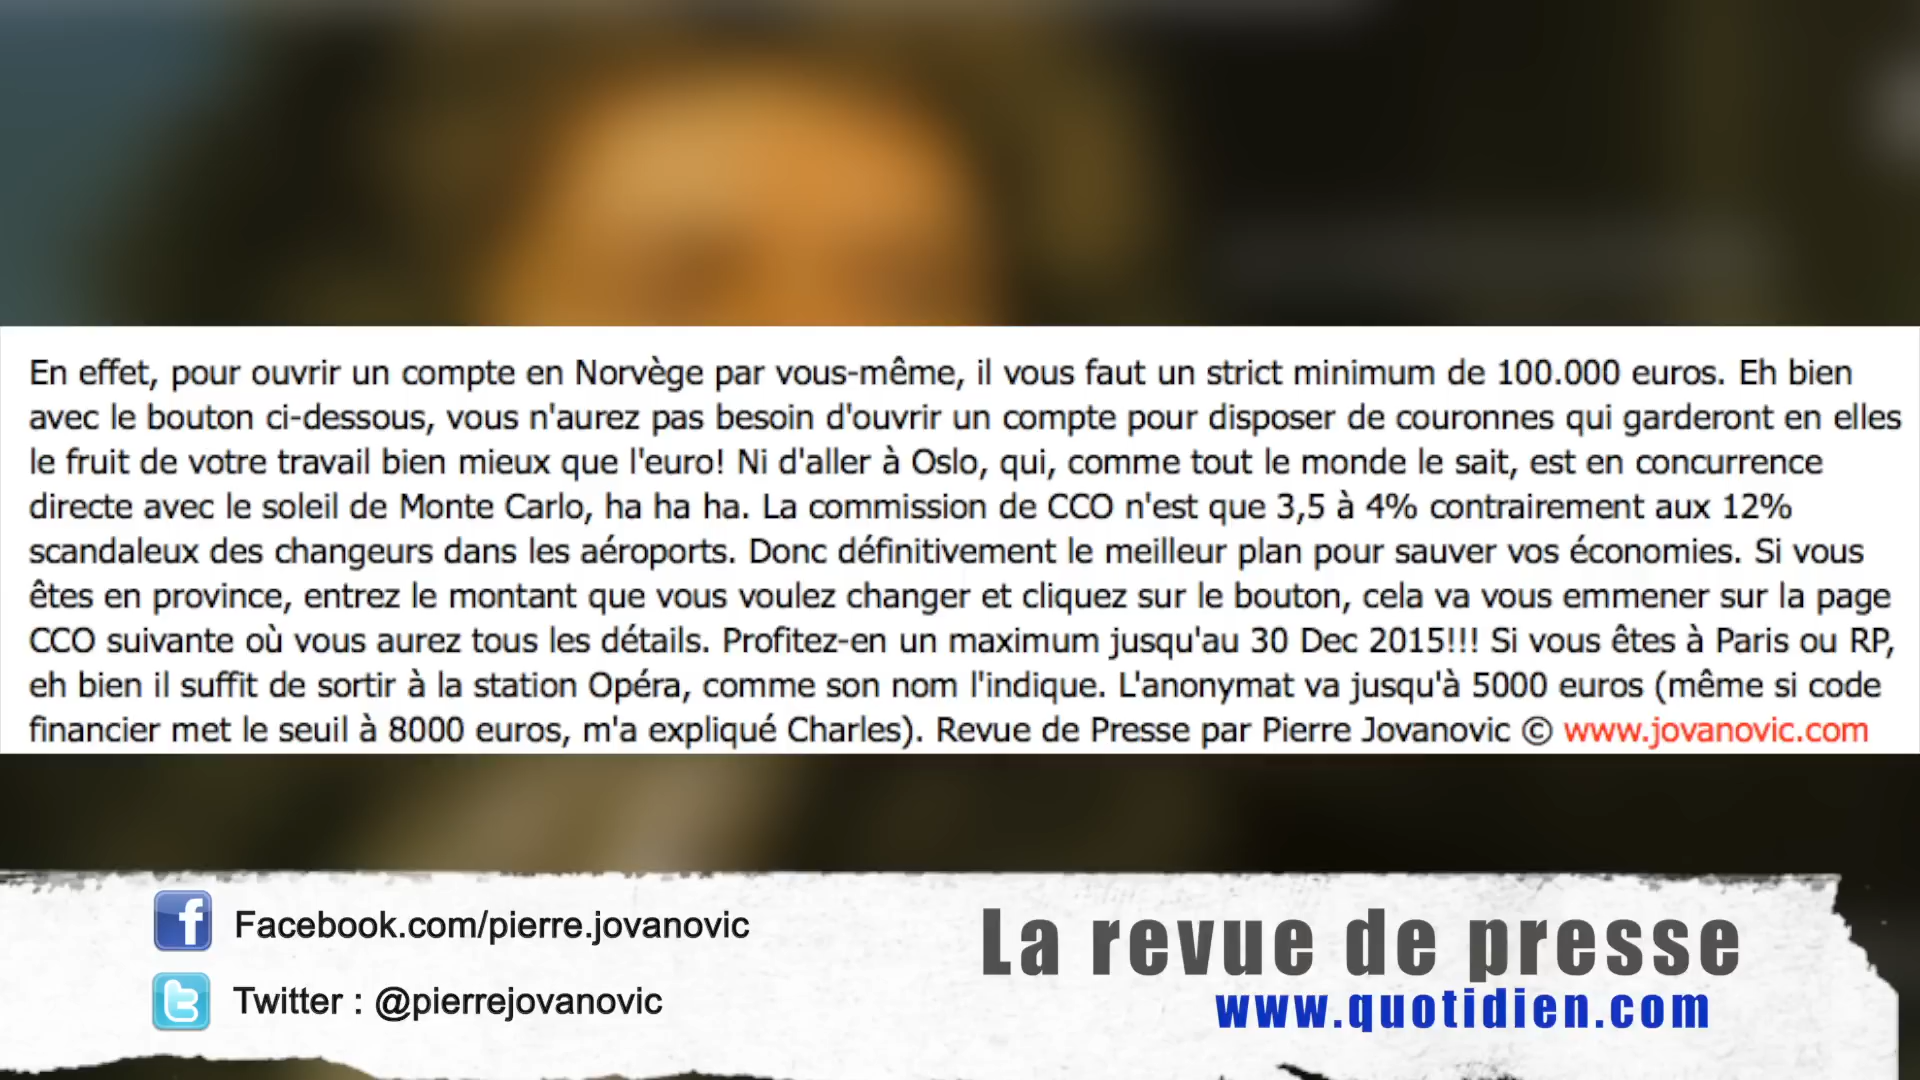 En effet, pour ouvrir un compte en Norvège par vous-même, il vous faut un strict minimum de 100.000 euros. Eh bien
avec le bouton ci-dessous, vous n'aurez pas besoin d'ouvrir un compte pour disposer de couronnes qui garderont en elles
le fruit de votre travail bien mieux que l'euro! Ni d'aller à Oslo, qui, comme tout le monde le sait, est en concurrence
directe avec le soleil de Monte Carlo, ha ha ha. La commission de CCO n'est que 3,5 à 4% contrairement aux 12%
scandaleux des changeurs dans les aéroports. Donc définitivement le meilleur plan pour sauver vos économies. Si vous
êtes en province, entrez le montant que vous voulez changer et cliquez sur le bouton, cela va vous emmener sur la page
CCO suivante où vous aurez tous les détails. Profitez-en un maximum jusqu'au 30 Dec 2015!!! Si vous êtes à Paris ou RP,
eh bien il suffit de sortir à la station Opéra, comme son nom l'indique. L'anonymat va jusqu'à 5000 euros (même si code
financier met le seuil à 8000 euros, m'a expliqué Charles). Revue de Presse par Pierre Jovanovic © www.jovanovic.com
Facebook.com/pierre.jovanovic
Twitter : @pierrejovanovic
La revue de presse
www.quotidien.com